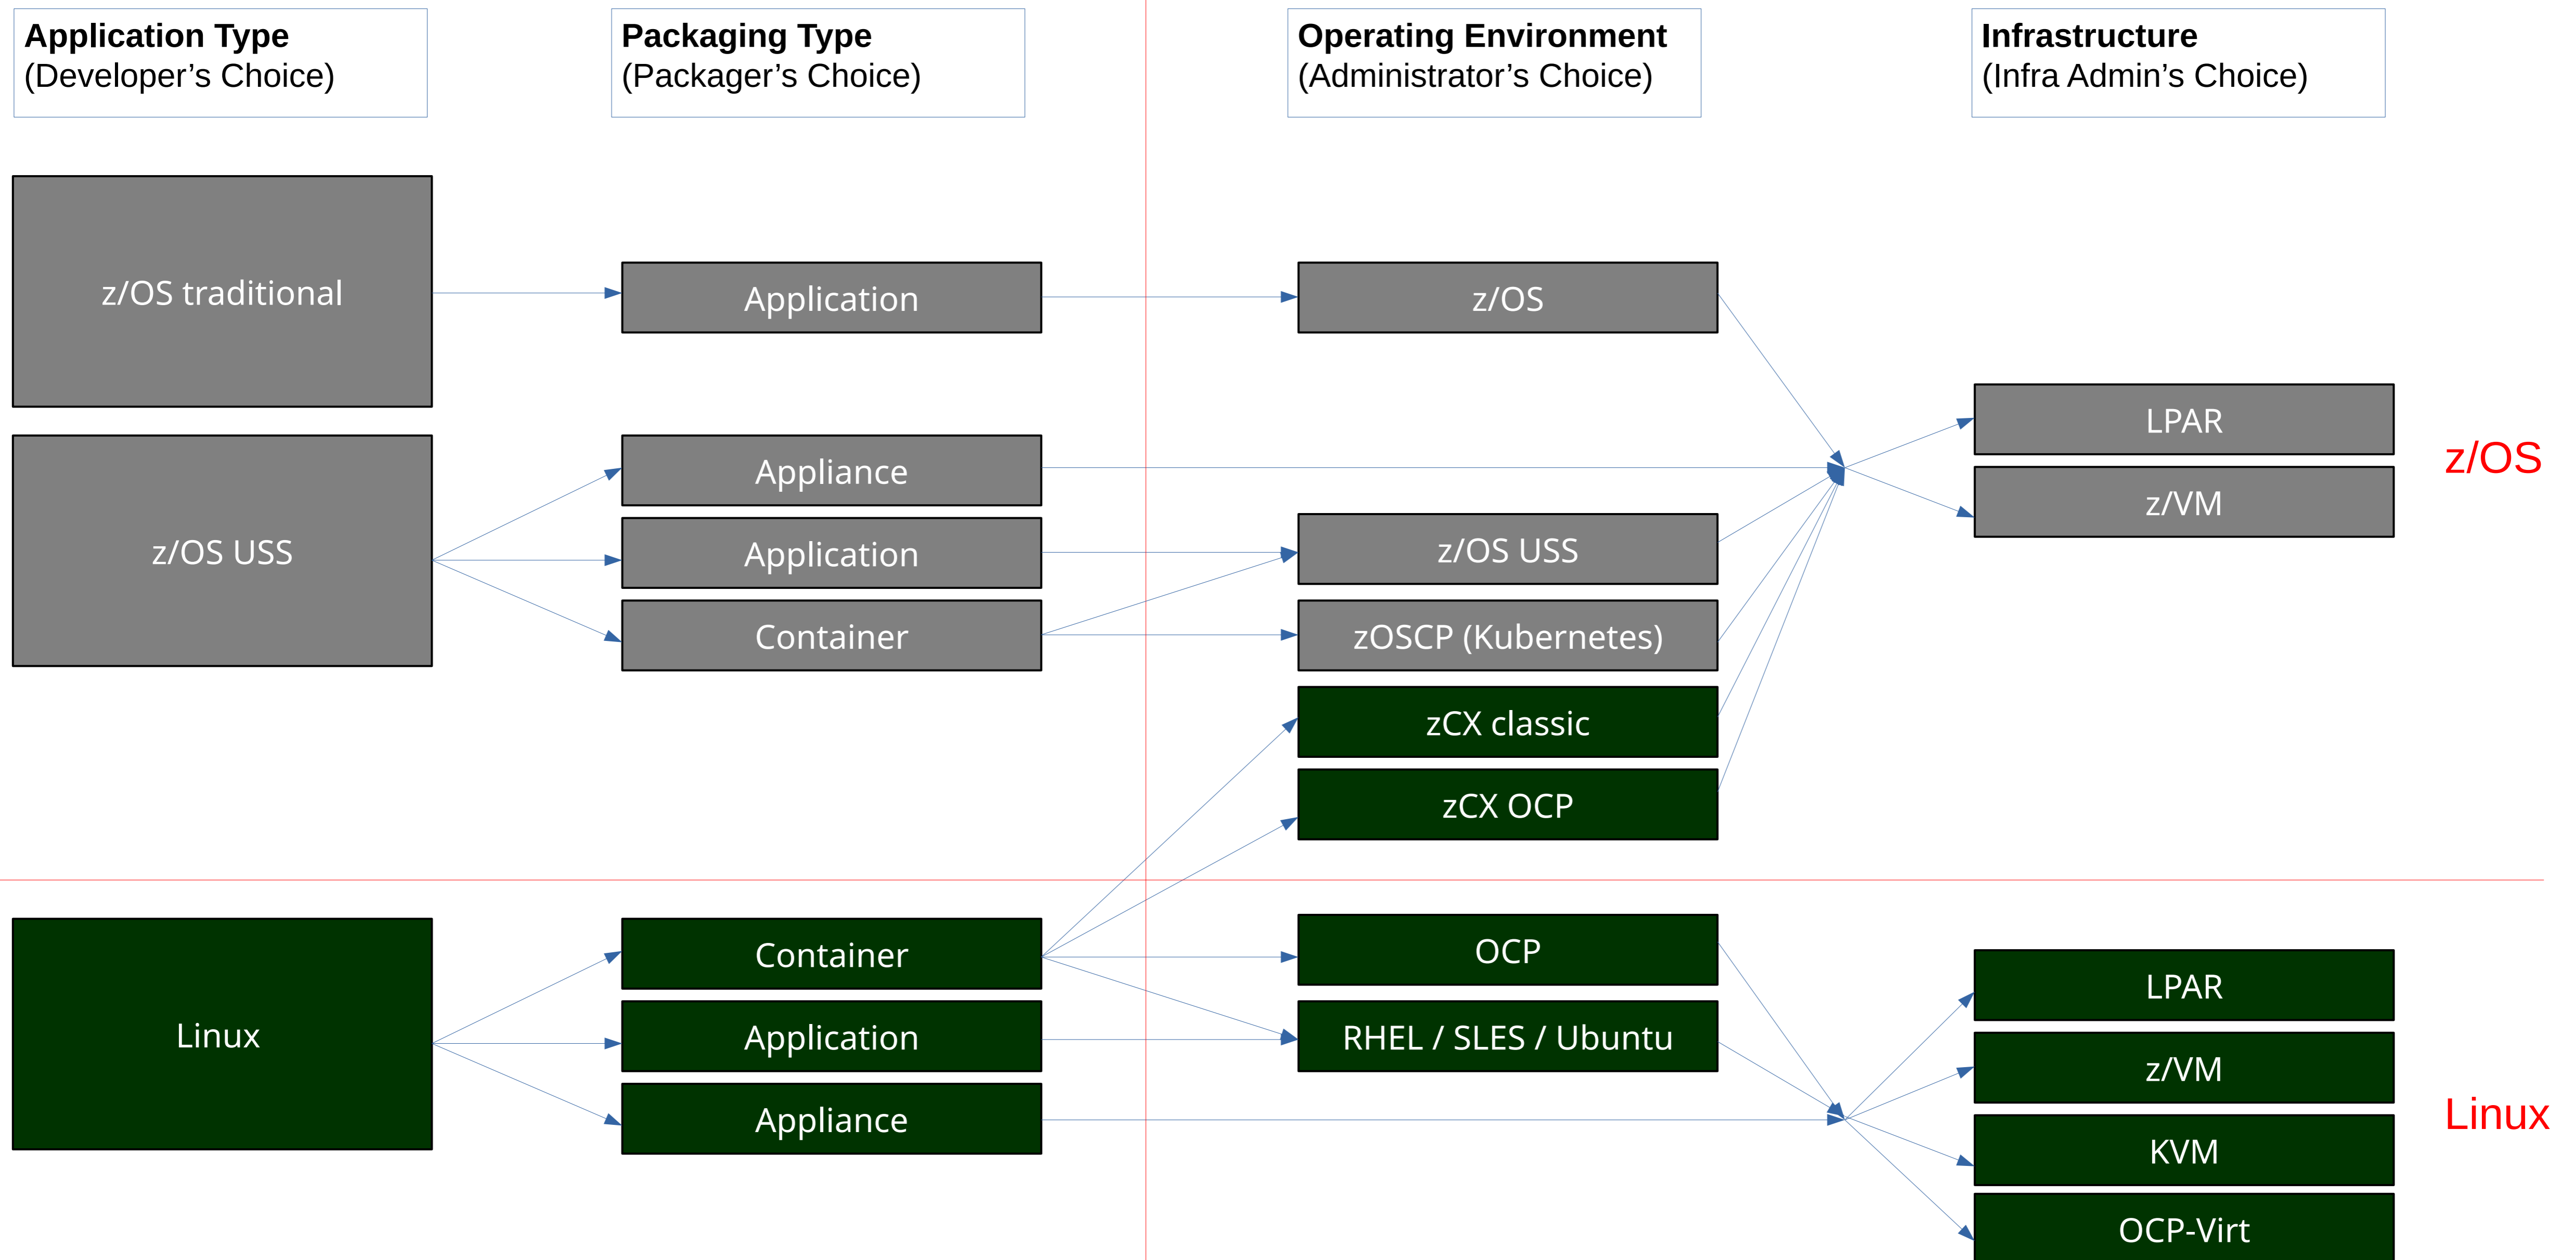 Application Type
(Developer’s Choice)
Packaging Type
(Packager’s Choice)
Operating Environment
(Administrator’s Choice)
Infrastructure
(Infra Admin’s Choice)
z/OS traditional
Application
z/OS
LPAR
z/VM
z/OS
z/OS USS
Appliance
Application
Container
z/OS USS
zOSCP (Kubernetes)
zCX classic
zCX OCP
Linux
Container
Application
Appliance
OCP
RHEL / SLES / Ubuntu
LPAR
z/VM
KVM
OCP-Virt
Linux